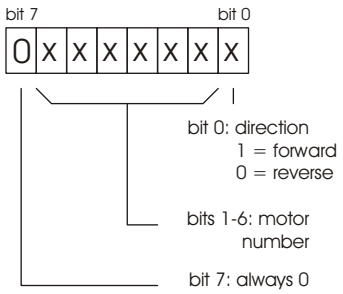 bit 7 bit 0
0 x x x x x x x
bit 0: direction
1 = forward
0 = reverse
bits 1-6: motor
number
bit 7: always 0